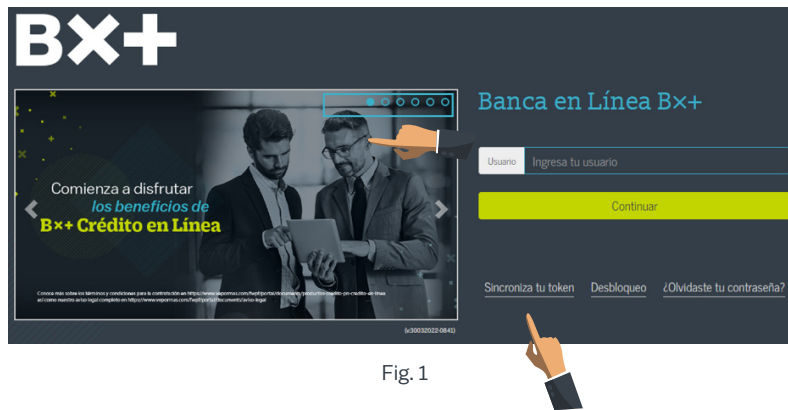 B×+
Banca en Línea B×+
Usuario
Ingresa tu usuario
Continuar
Comienza a disfrutar
los beneficios de
B×+ Crédito en Línea
Sincroniza tu token
Desbloqueo
¿Olvidaste tu contraseña?
(v.30032022-0841)
Fig. 1